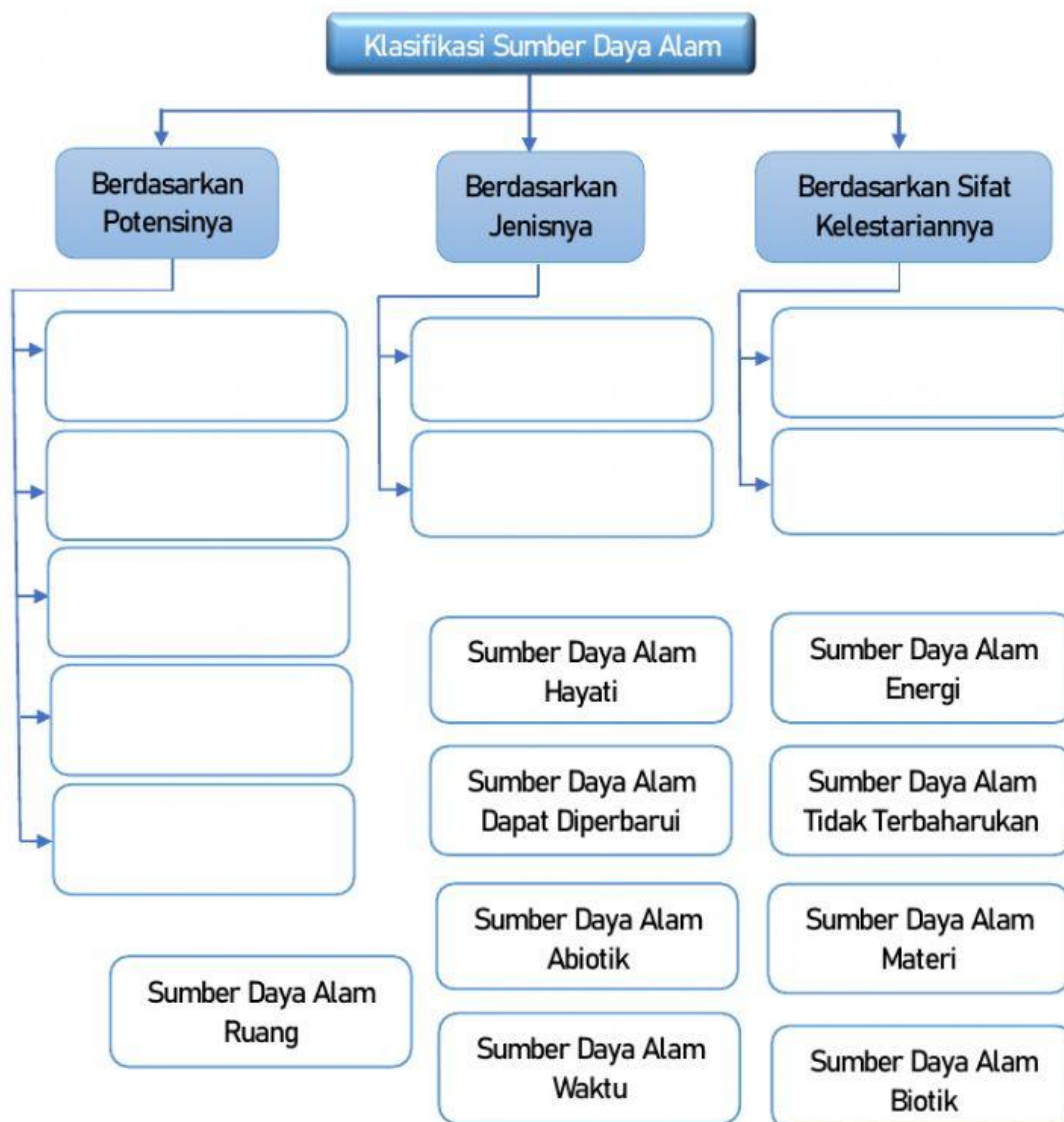 Klasifikasi Sumber Daya Alam
Berdasarkan
Potensinya
Berdasarkan
Jenisnya
Berdasarkan Sifat
Kelestariannya
Sumber Daya Alam
Hayati
Sumber Daya Alam
Energi
Sumber Daya Alam
Dapat Diperbarui
Sumber Daya Alam
Tidak Terbaharukan
Sumber Daya Alam
Abiotik
Sumber Daya Alam
Materi
Sumber Daya Alam
Ruang
Sumber Daya Alam
Waktu
Sumber Daya Alam
Biotik